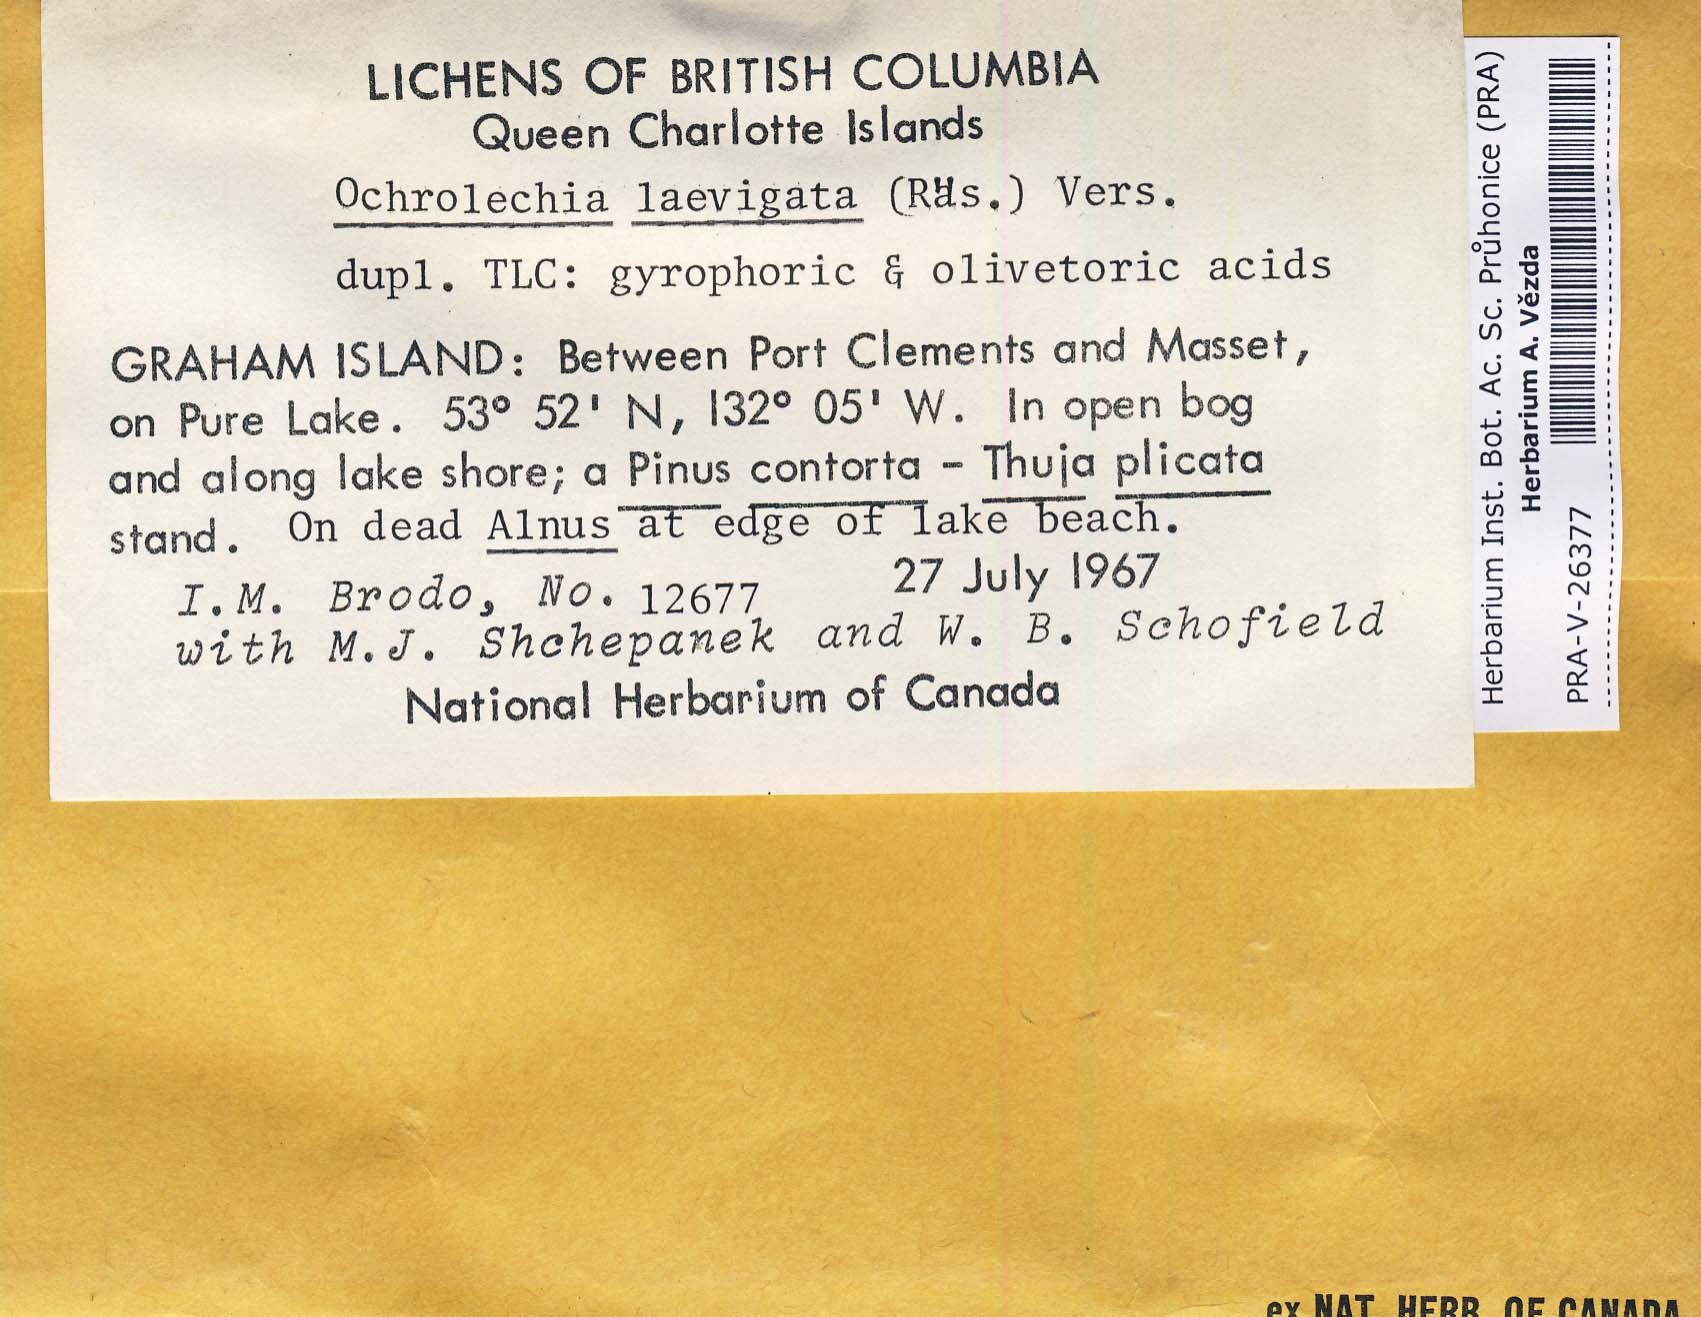 LICHENS OF BRITISH COLUMBIA
Queen Charlotte Islands
Ochrolechia laevigata (Räs.) Vers.
dupl. TLC: gyrophoric & olivetoric acids
GRAHAM ISLAND: Between Port Clements and Masset,
on Pure Lake. 53° 52' N, 132° 05' W. In open bog
and along lake shore; a Pinus contorta - Thuja plicata
stand. On dead Alnus at edge of lake beach.
I.M. Brodo, No. 12677 27 July 1967
with M.J. Shchepanek and W. B. Schofield
National Herbarium of Canada
Herbarium Inst. Bot. Ac. Sc. Průhonice (PRA)
Herbarium A. Vězda
PRA-V-26377
ex NAT. HERB. OF CANADA